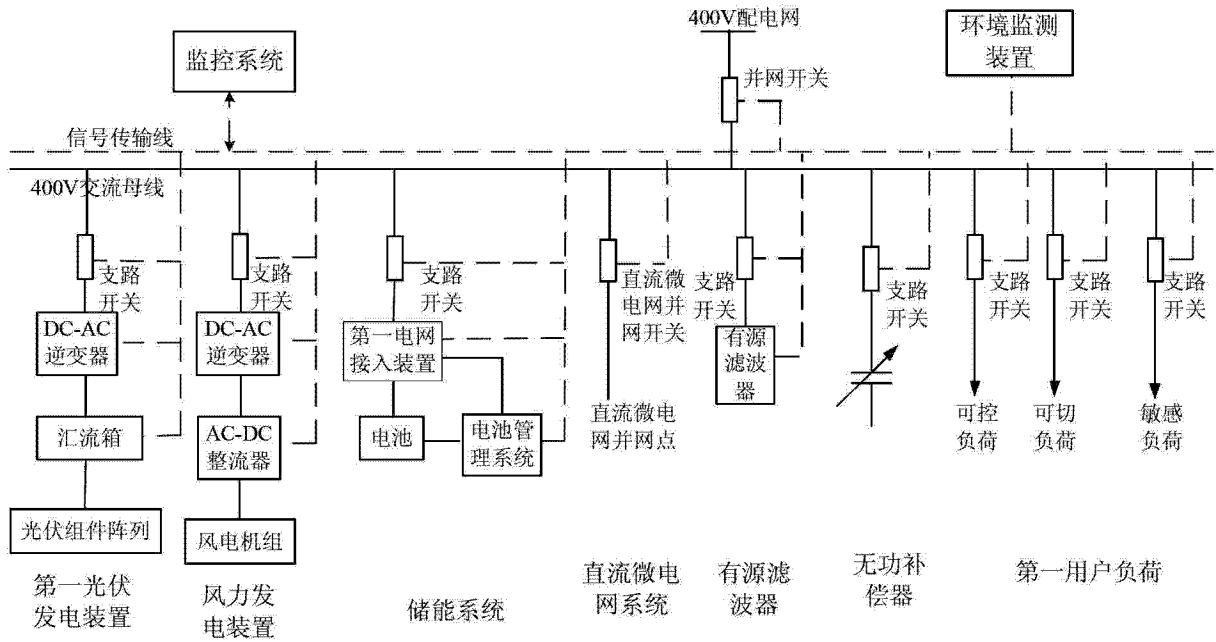 400V配电网
监控系统
环境监测
装置
并网开关
信号传输线
400V交流母线
支路
开关
支路
开关
支路
开关
直流微
电网并
网开关
支路
开关
支路
开关
支路
开关
支路
开关
支路
开关
DC-AC
逆变器
DC-AC
逆变器
第一电网
接入装置
有源
滤波
器
汇流箱
AC-DC
整流器
电池
电池管
理系统
直流微电
网并网点
可控
负荷
可切
负荷
敏感
负荷
光伏组件阵列
风电机组
第一光伏
发电装置
风力发
电装置
储能系统
直流微电
网系统
有源滤
波器
无功补
偿器
第一用户负荷